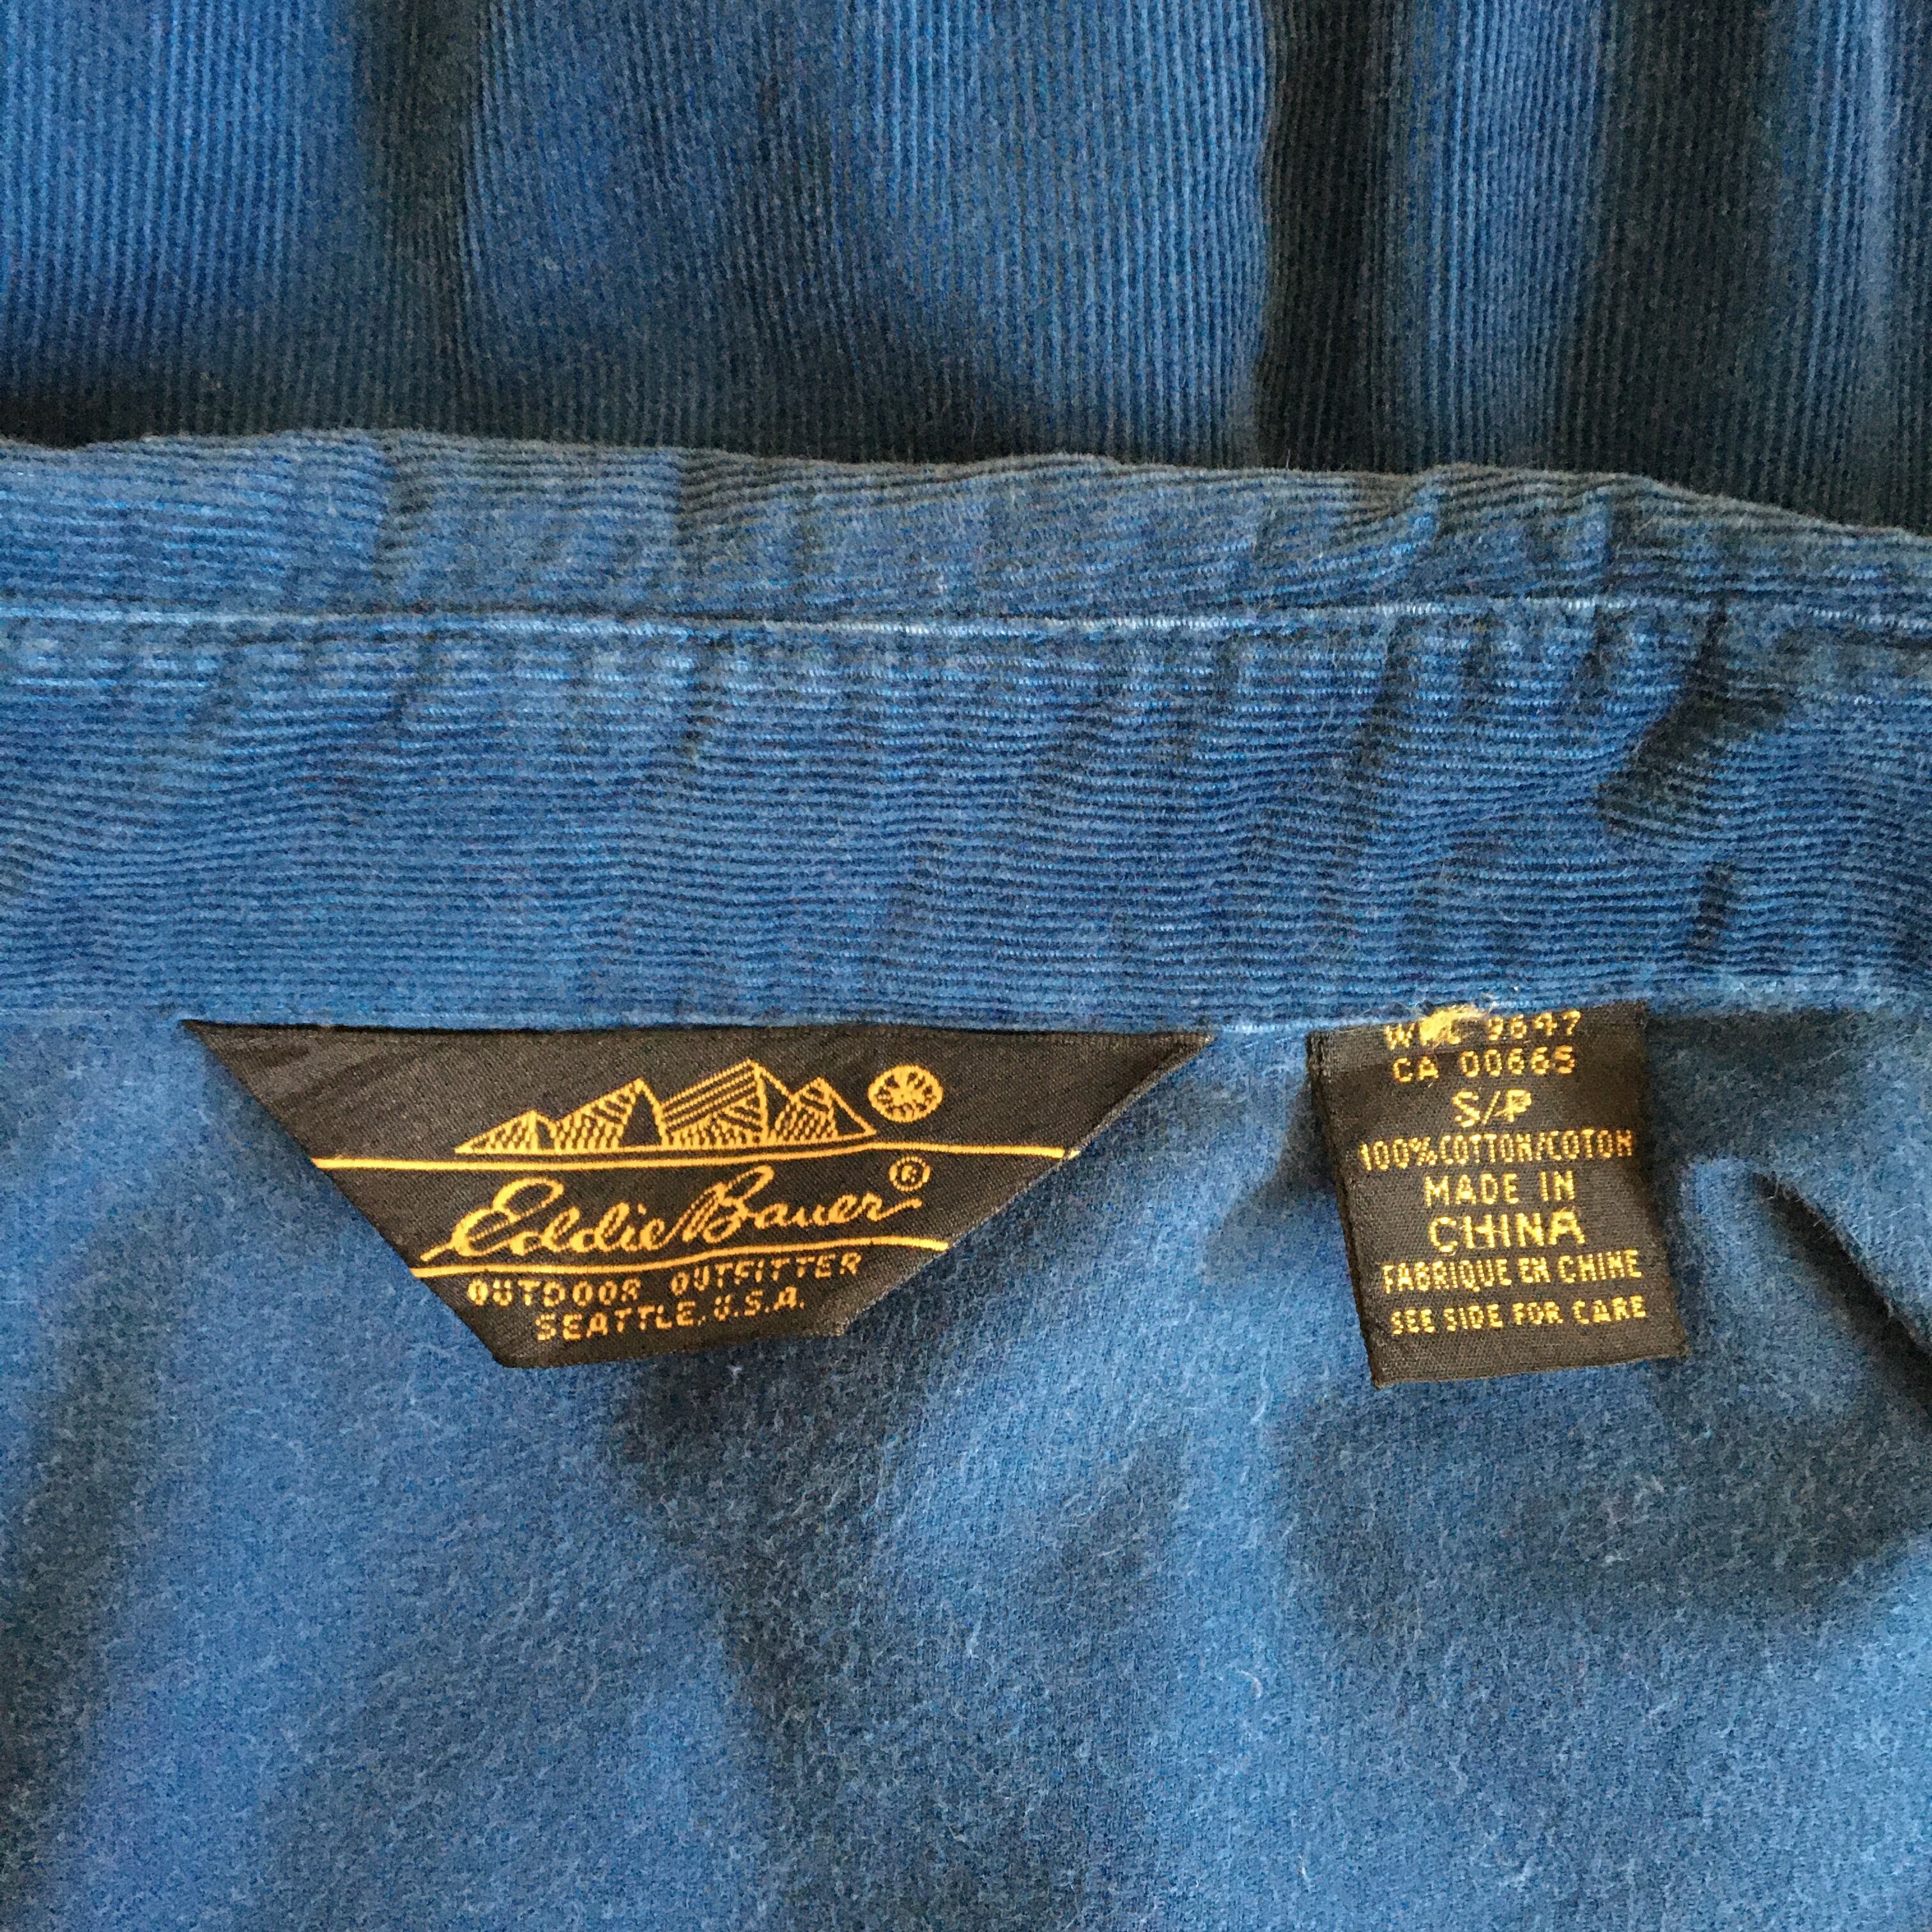 Eddie Bauer®
OUTDOOR OUTFITTER
SEATTLE, U.S.A.
9647
CA 00665
S/P
100% COTTON/COTON
MADE IN
CHINA
FABRIQUE EN CHINE
SEE SIDE FOR CARE